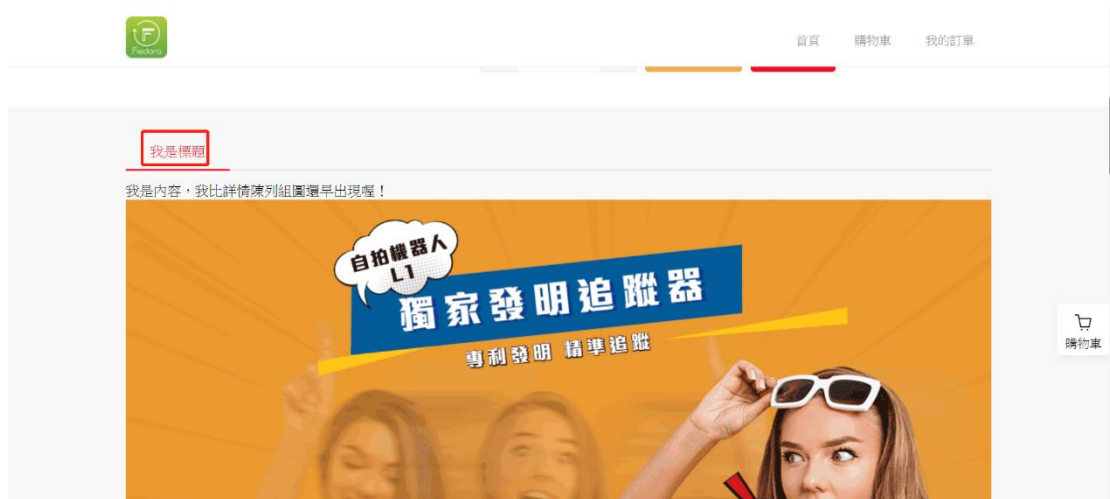 Fiedora
首頁 購物車 我的訂單
我是標題
我是內容，我比詳情陳列組圖還早出現喔！
自拍機器人
L1
獨家發明追蹤器
專利發明 精準追蹤
購物車